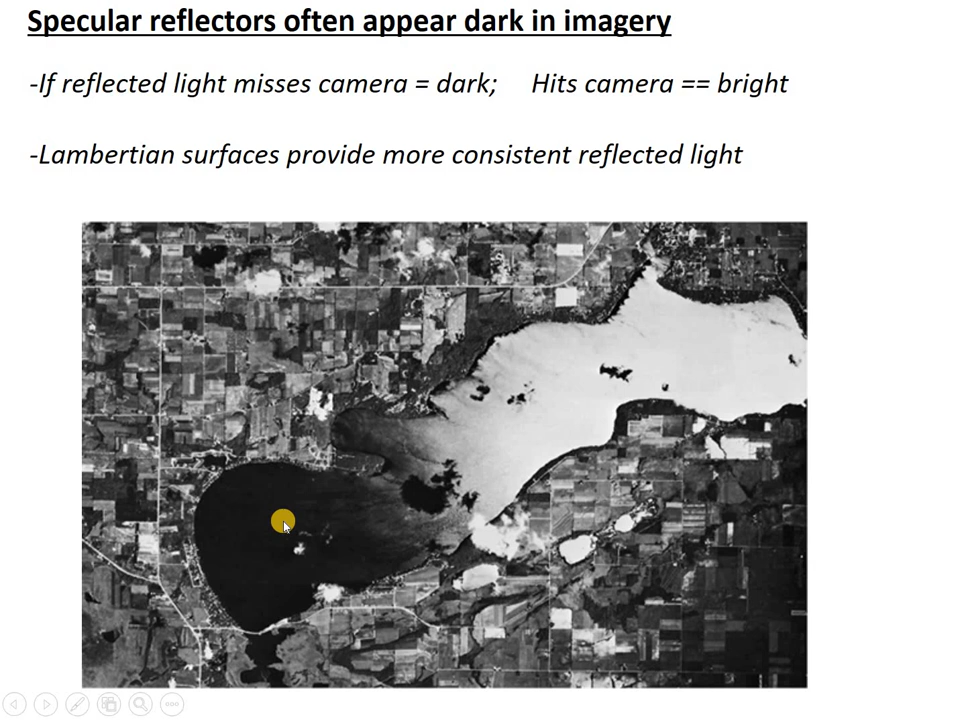 Specular reflectors often appear dark in imagery
-If reflected light misses camera = dark; Hits camera == bright
-Lambertian surfaces provide more consistent reflected light